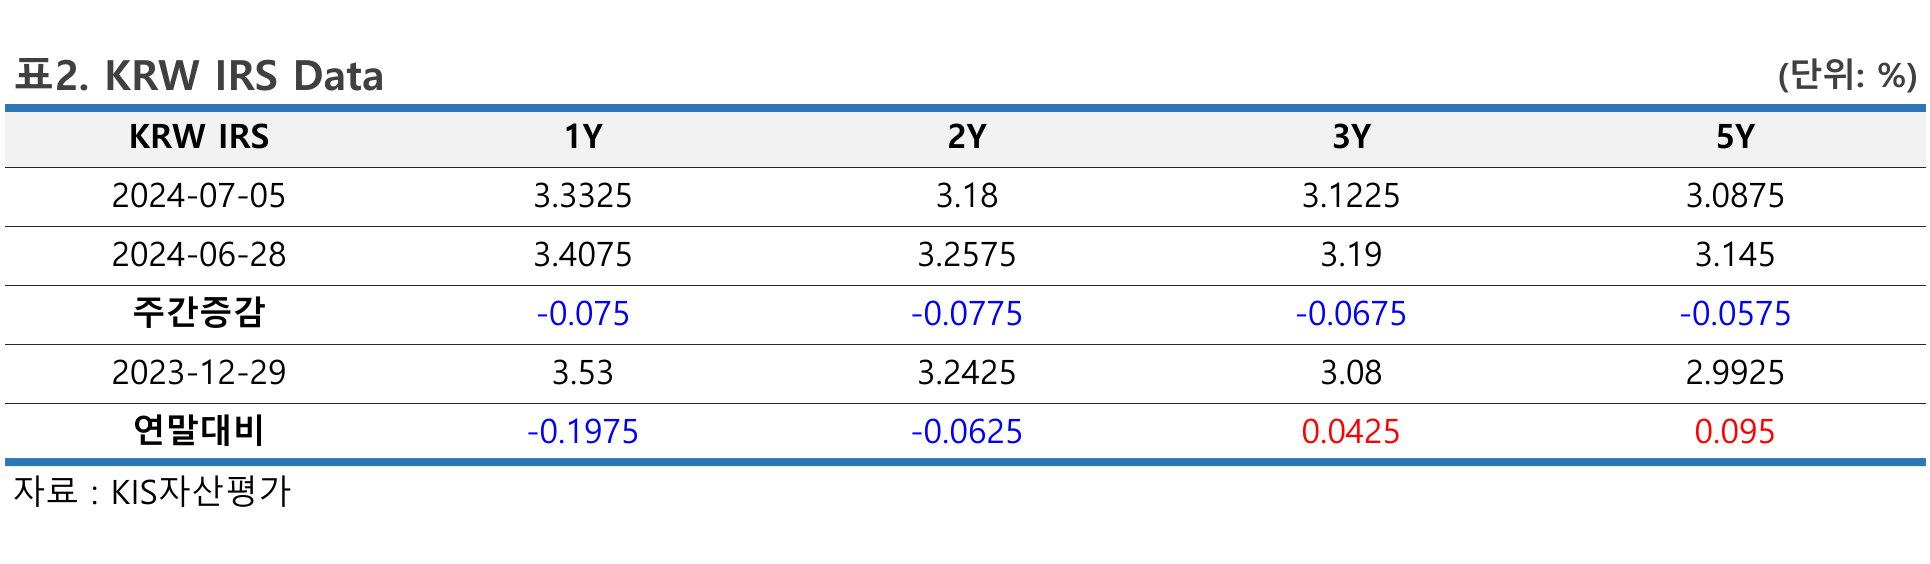 표2. KRW IRS Data (단위: %)
KRW IRS 1Y 2Y 3Y 5Y
2024-07-05 3.3325 3.18 3.1225 3.0875
2024-06-28 3.4075 3.2575 3.19 3.145
주간증감 -0.075 -0.0775 -0.0675 -0.0575
2023-12-29 3.53 3.2425 3.08 2.9925
연말대비 -0.1975 -0.0625 0.0425 0.095
자료 : KIS자산평가